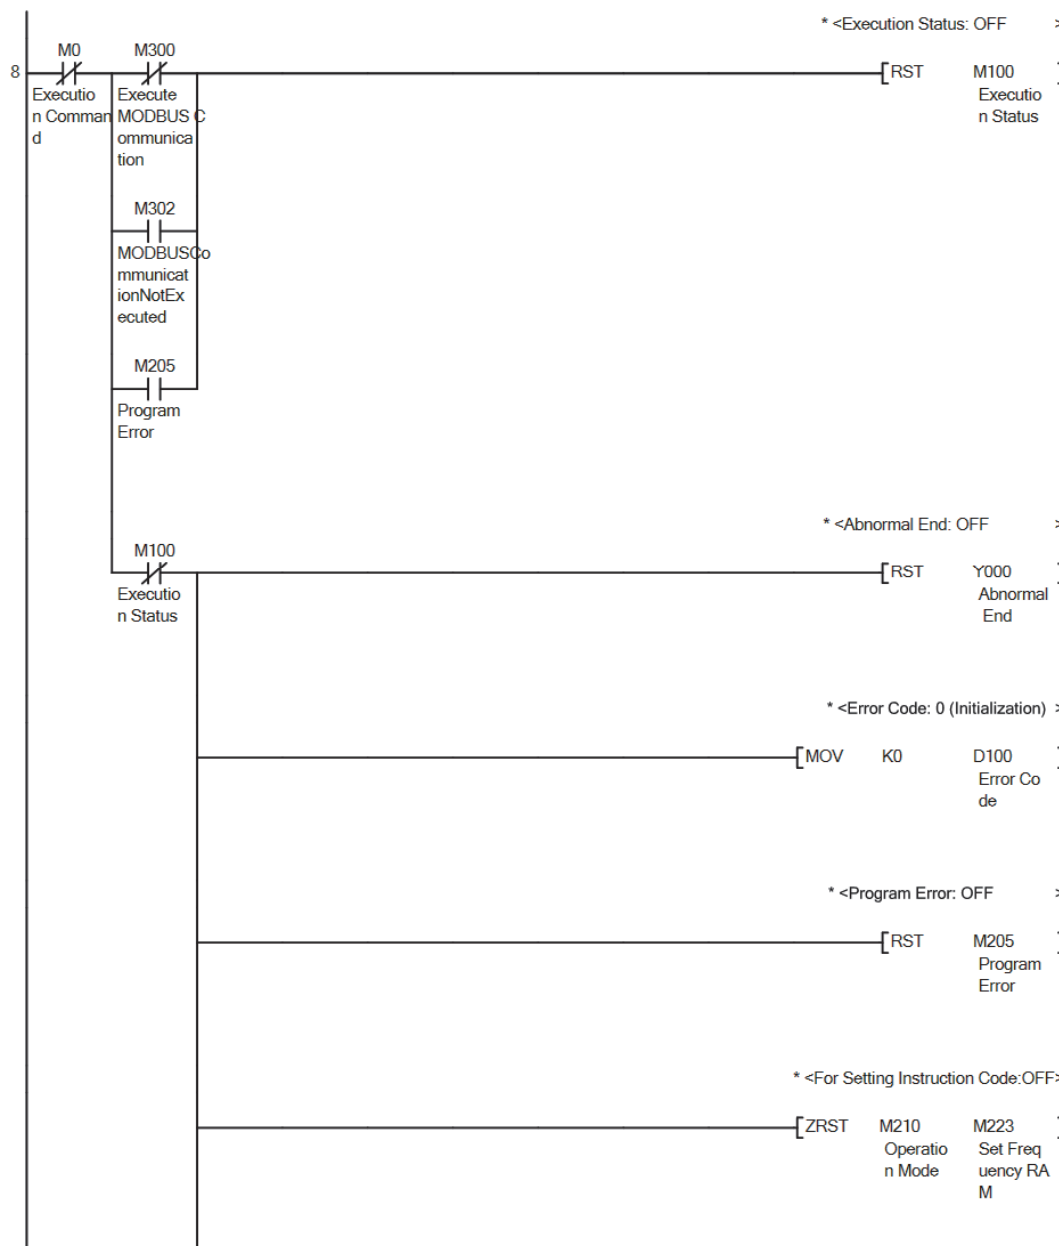 * <Execution Status: OFF >
M0 M300
8 [RST M100 ]
Executio Execute Executio
n Comman MODBUS C n Status
d ommunica
tion
M302
MODBUSCo
mmunicat
ionNotEx
ecuted
M205
Program
Error
* <Abnormal End: OFF >
M100
[RST Y000 ]
Executio Abnormal
n Status End
* <Error Code: 0 (Initialization) >
[MOV K0 D100 ]
Error Co
de
* <Program Error: OFF >
[RST M205 ]
Program
Error
* <For Setting Instruction Code:OFF>
[ZRST M210 M223 ]
Operatio Set Freq
n Mode uency RA
M